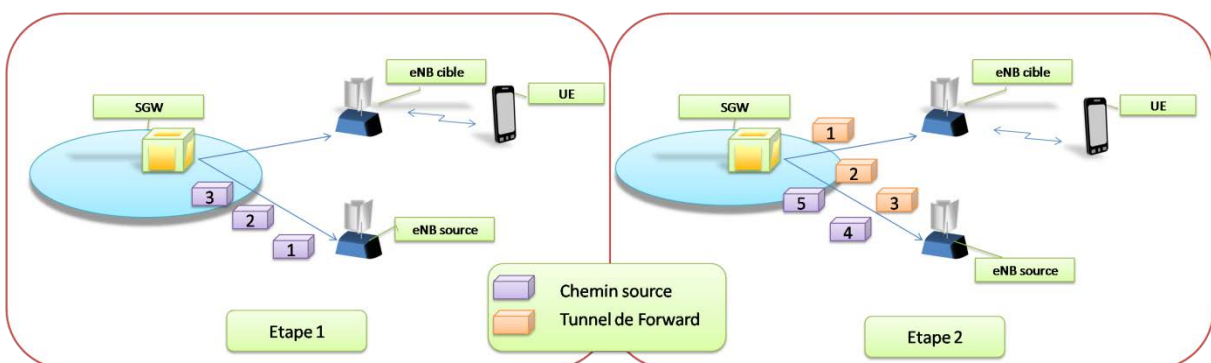 eNB cible
UE
SGW
3
2
1
eNB source
Etape 1
eNB cible
UE
SGW
1
2
5
3
4
eNB source
Etape 2
Chemin source
Tunnel de Forward